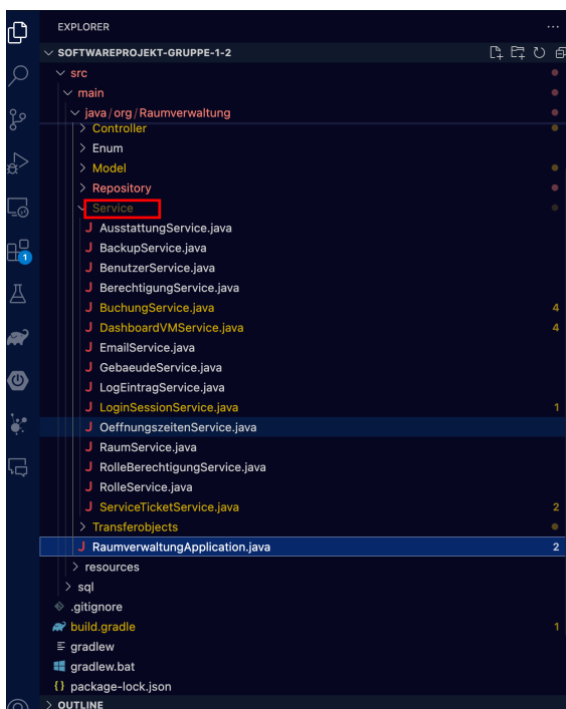 EXPLORER ...
SOFTWAREPROJEKT-GRUPPE-1-2
src
main
java/org/Raumverwaltung
Controller
Enum
Model
Repository
Service
J AusstattungService.java
J BackupService.java
J BenutzerService.java
J BerechtigungService.java
J BuchungService.java 4
J DashboardVMService.java 4
J EmailService.java
J GebaeudeService.java
J LogEintragService.java
J LoginSessionService.java 1
J OeffnungszeitenService.java
J RaumService.java
J RolleBerechtigungService.java
J RolleService.java
J ServiceTicketService.java 2
Transferobjects
J RaumverwaltungApplication.java 2
resources
sql
.gitignore
build.gradle 1
gradlew
gradlew.bat
{} package-lock.json
OUTLINE
1